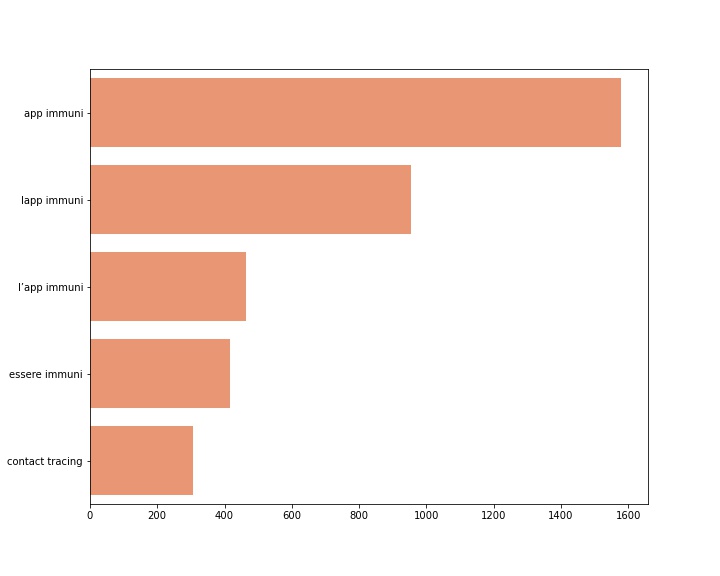 app immuni
lapp immuni
l’app immuni
essere immuni
contact tracing
0 200 400 600 800 1000 1200 1400 1600